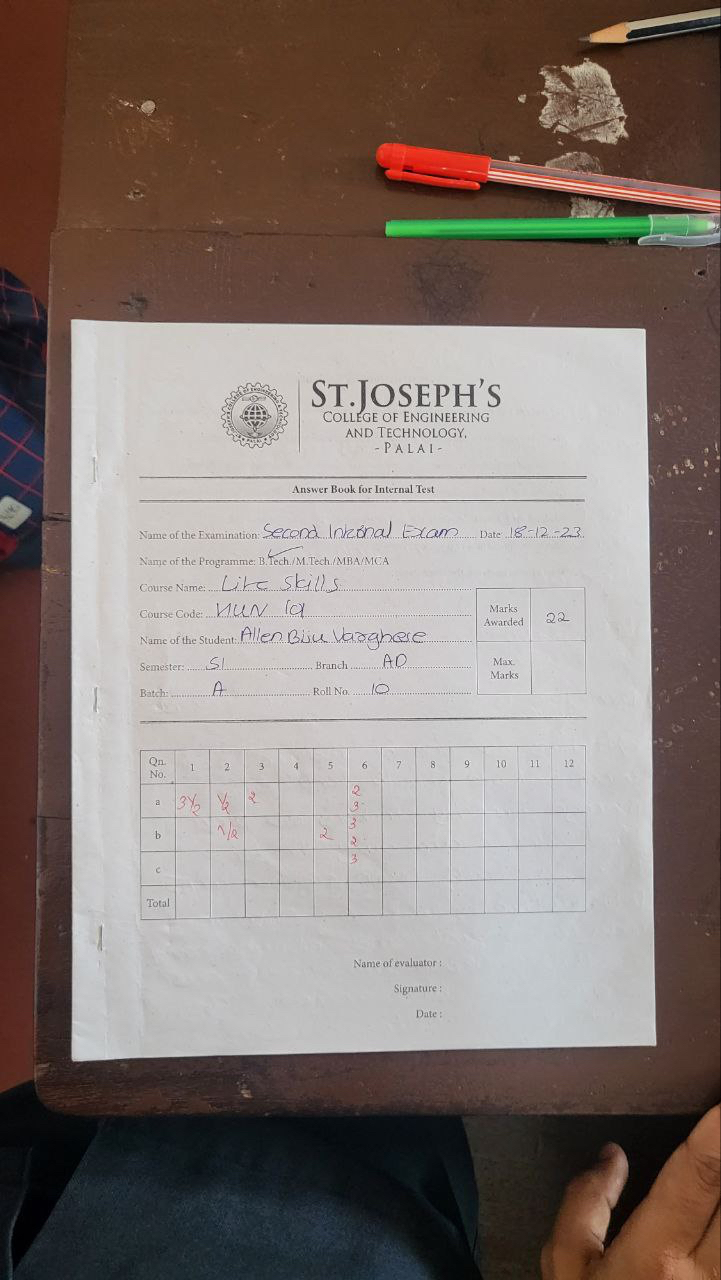 ST.JOSEPH'S
COLLEGE OF ENGINEERING
AND TECHNOLOGY,
- PALAI -
Answer Book for Internal Test
Name of the Examination: Second Internal Exam Date 18-12-23
Name of the Programme: B.Tech./M.Tech./MBA/MCA
Course Name: Life Skills
Course Code: HUN 101
Marks Awarded 22
Name of the Student: Allen Biju Varghese
Semester: S1 Branch AD
Max. Marks
Batch: A Roll No. 10
Qn. No. 1 2 3 4 5 6 7 8 9 10 11 12
a 3½ ½ 2 2 3
b 1/2 2 3 2
c 3
Total
Name of evaluator :
Signature :
Date :